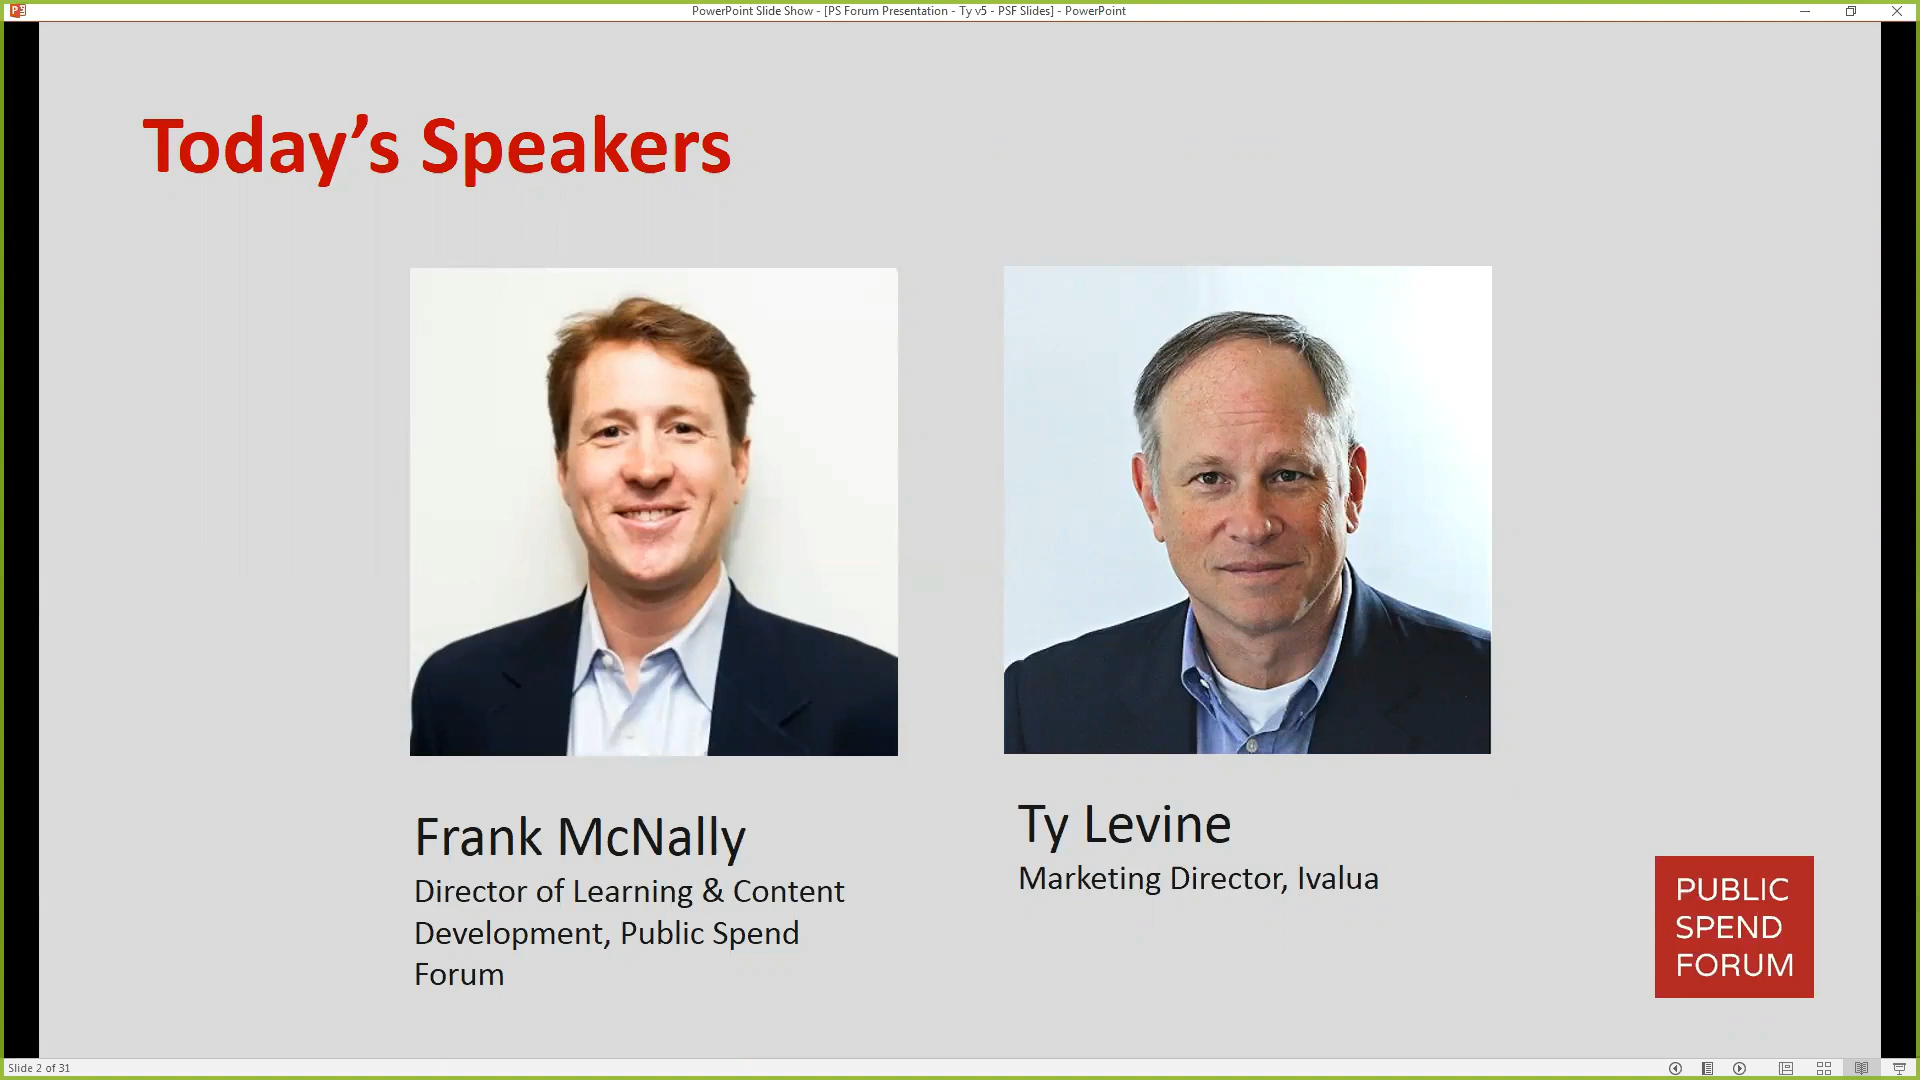 PowerPoint Slide Show - [PS Forum Presentation - Ty v5 - PSF Slides] - PowerPoint
Today’s Speakers
Frank McNally
Director of Learning & Content
Development, Public Spend
Forum
Ty Levine
Marketing Director, Ivalua
PUBLIC
SPEND
FORUM
Slide 2 of 31